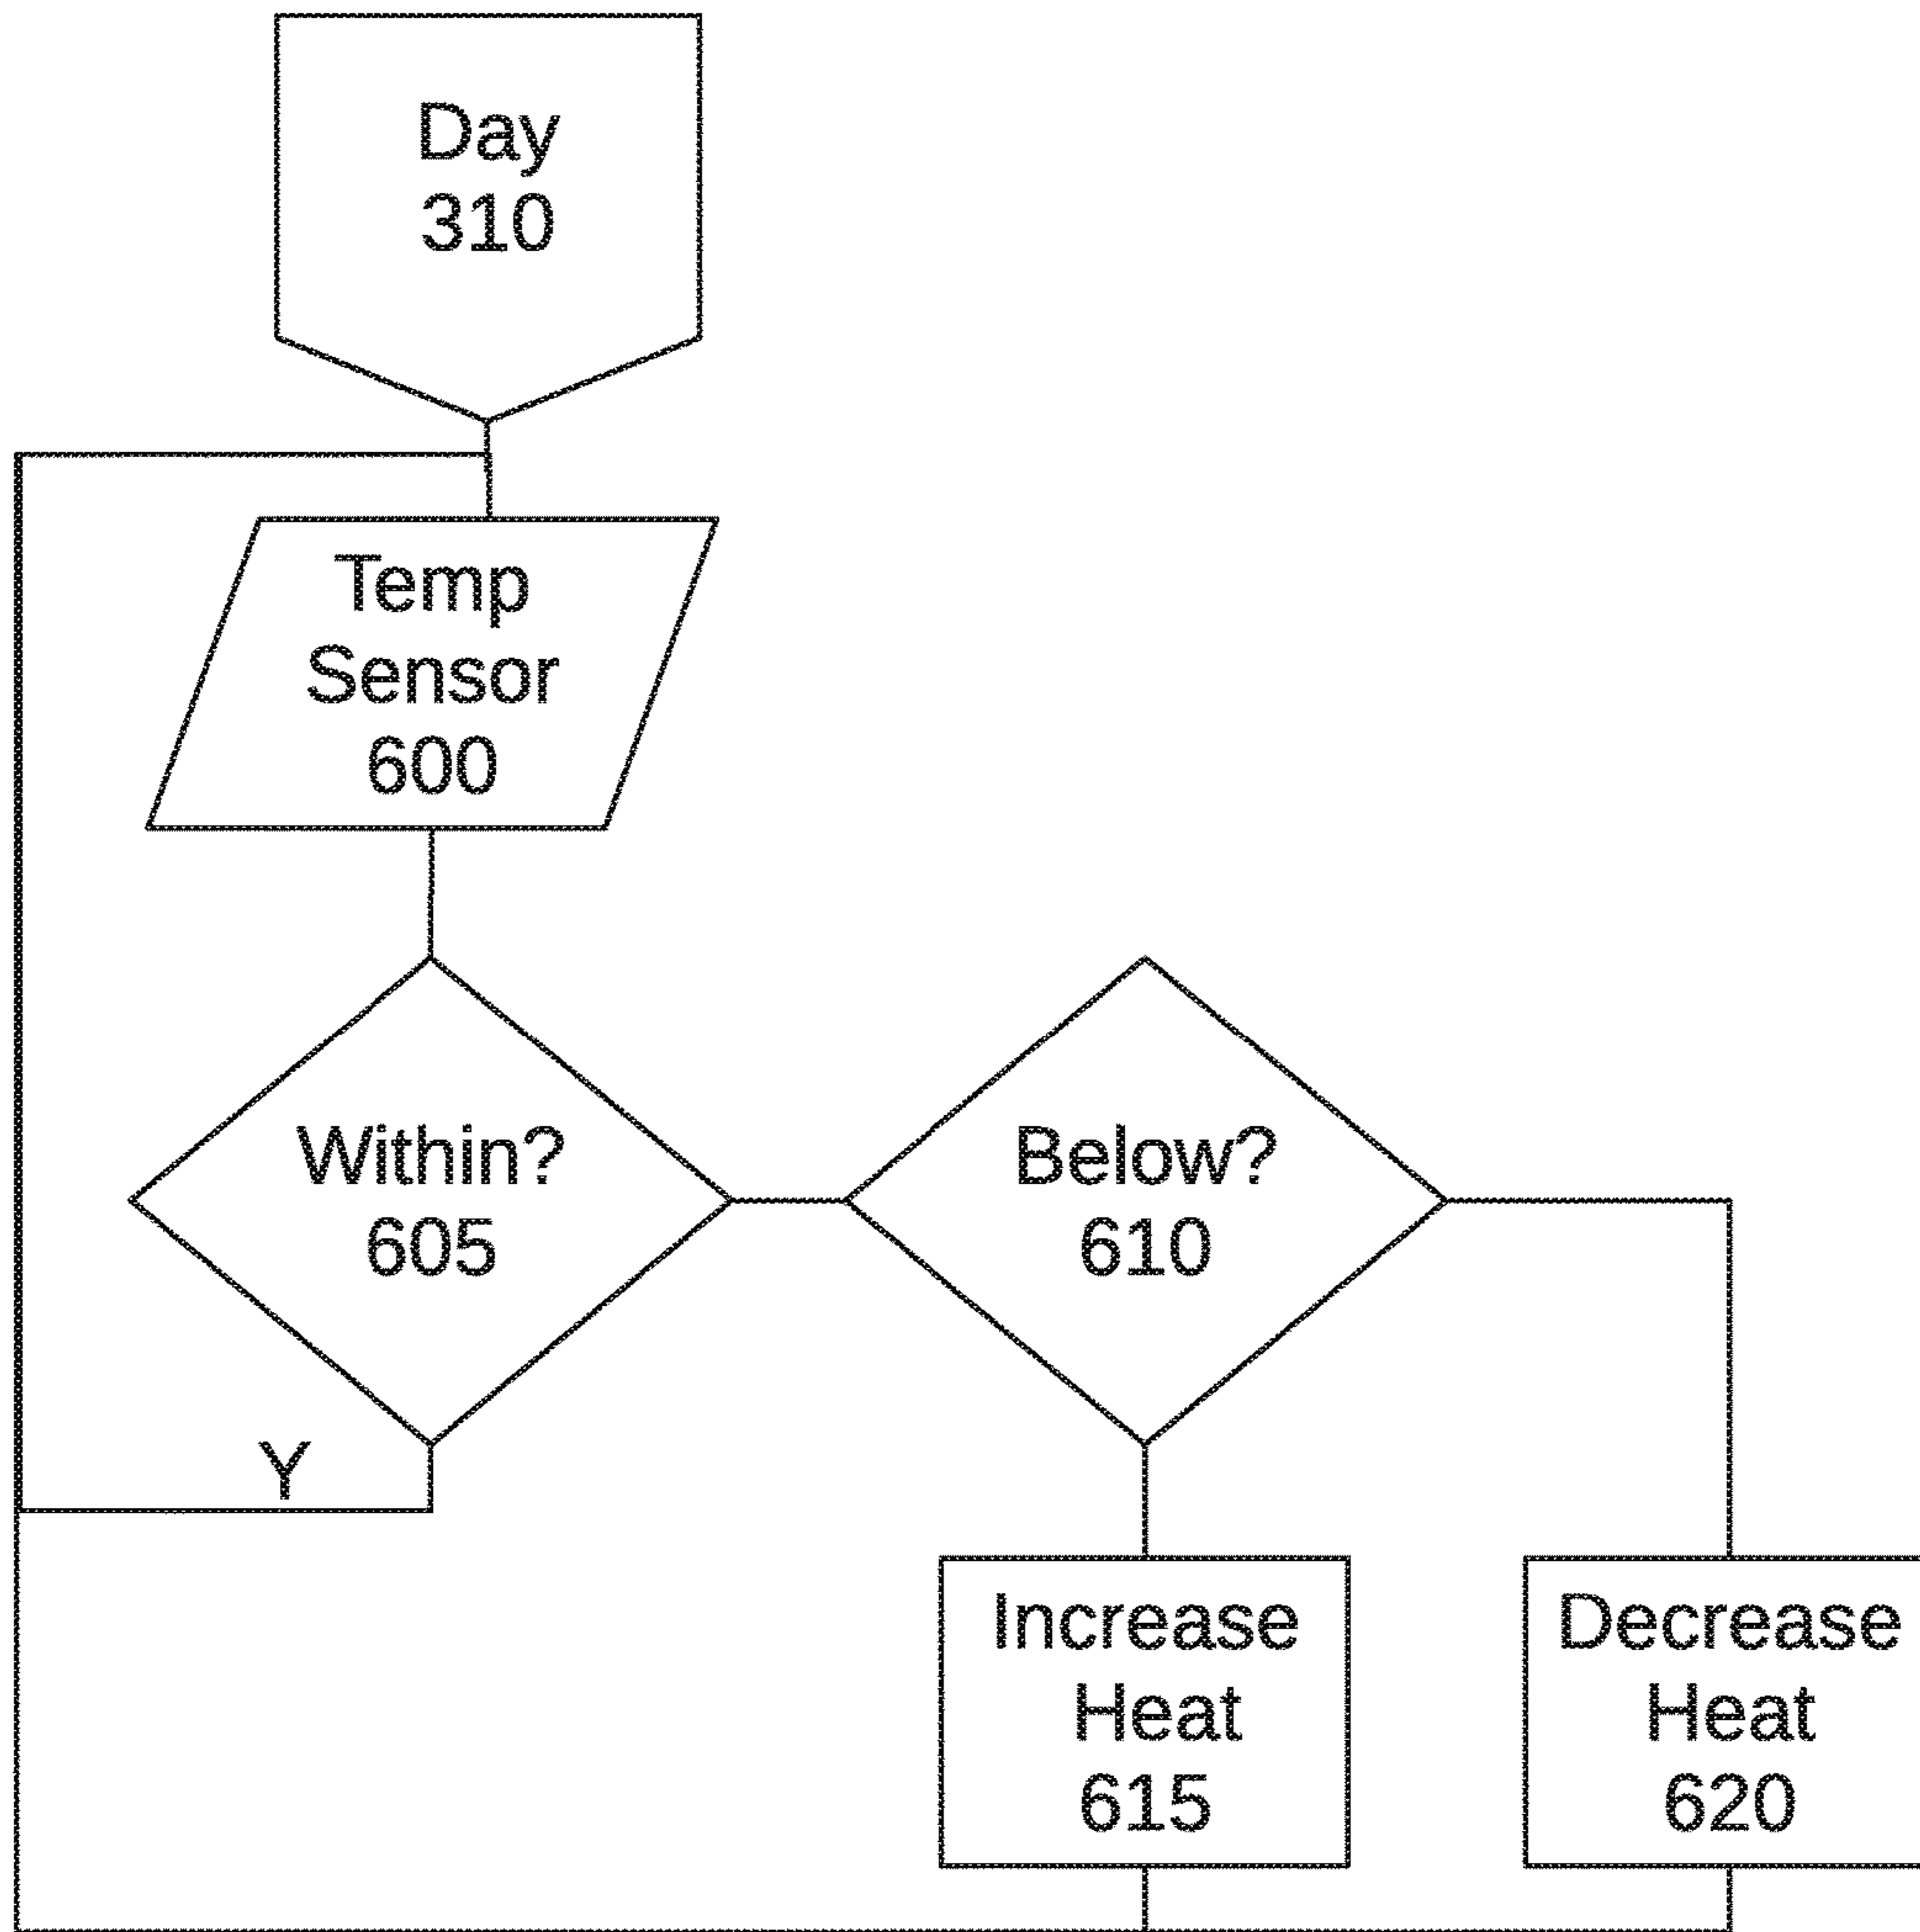 Day
310
Temp
Sensor
600
Within?
605
Below?
610
Y
Increase
Heat
615
Decrease
Heat
620